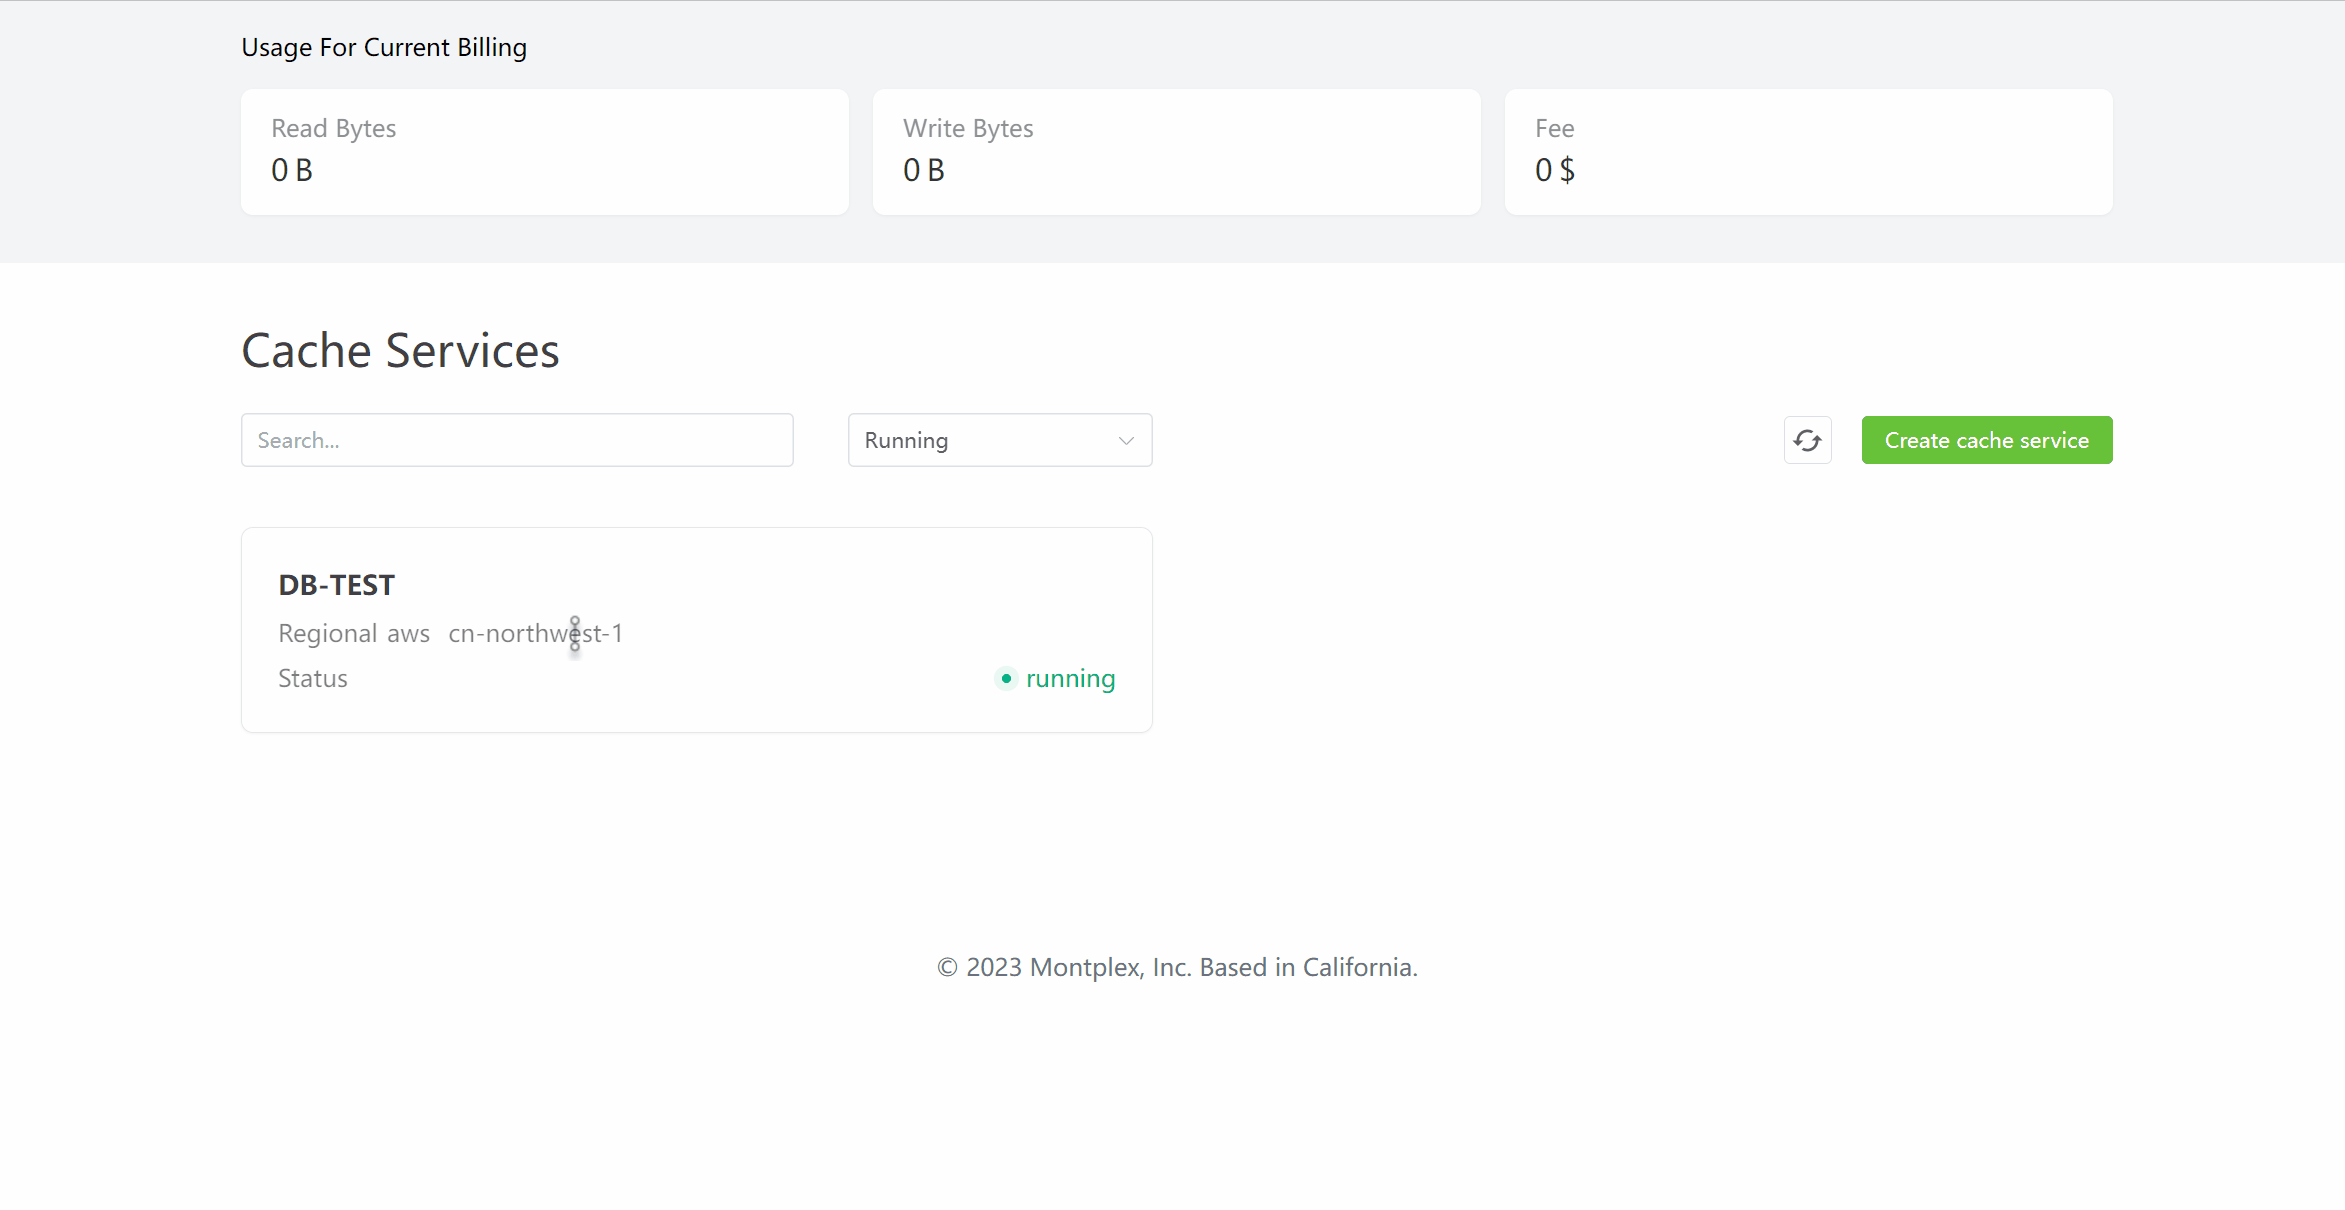 Usage For Current Billing
Read Bytes
0 B
Write Bytes
0 B
Fee
0 $
Cache Services
Search...
Running
Create cache service
DB-TEST
Regional aws cn-northwest-1
Status
running
© 2023 Montplex, Inc. Based in California.